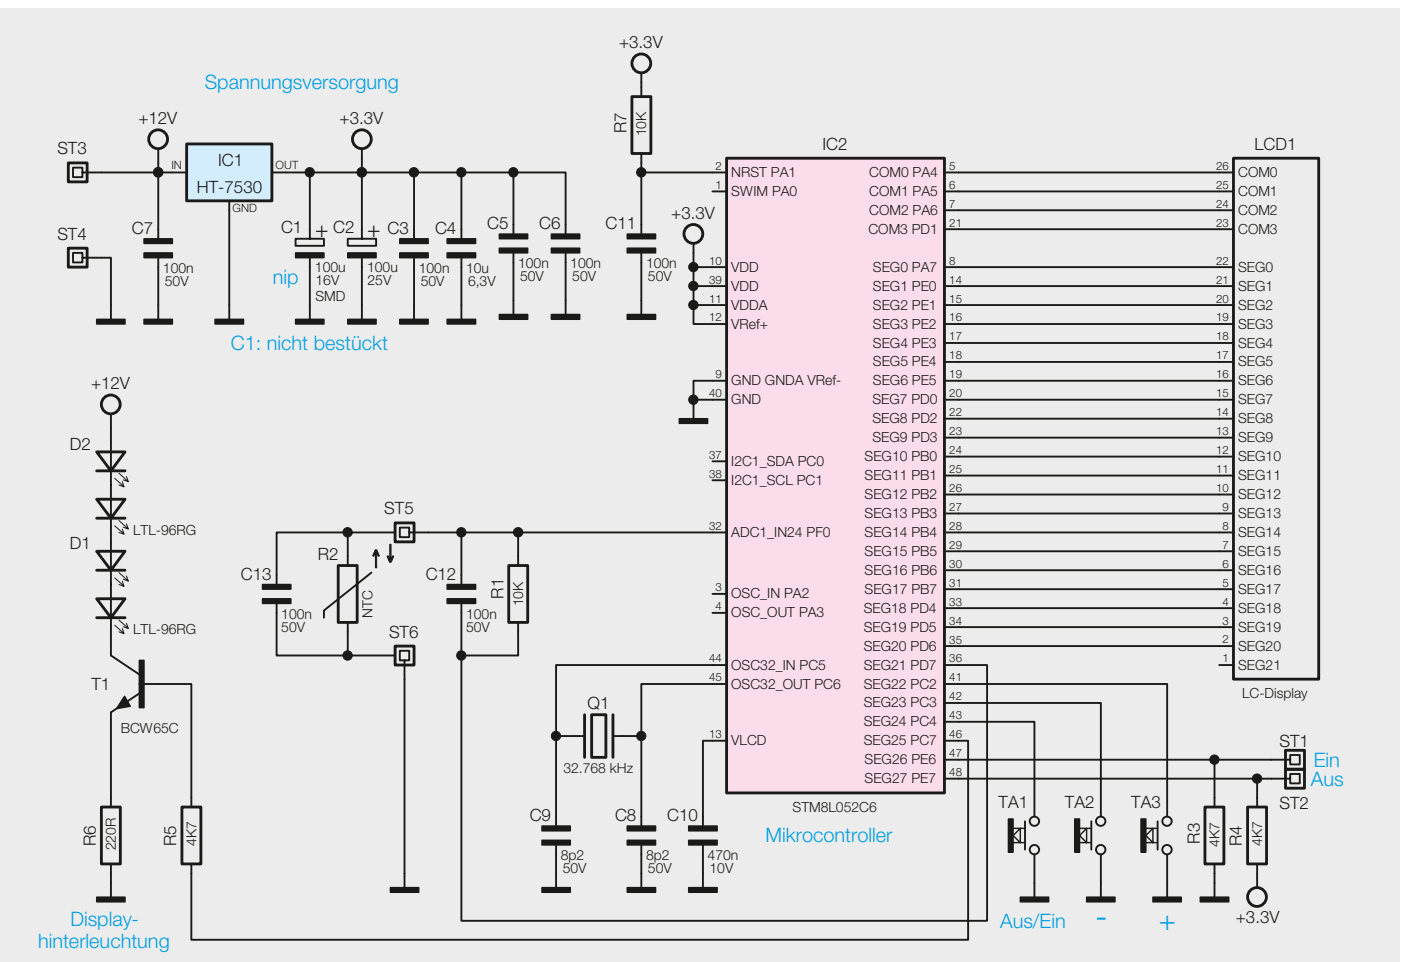 Spannungsversorgung
+12V
+3.3V
ST3
IN
IC1
HT-7530
OUT
GND
ST4
C7
100n
50V
C1
+
100u
16V
SMD
nip
C2
+
100u
25V
C3
100n
50V
C4
10u
6,3V
C5
100n
50V
C6
100n
50V
C1: nicht bestückt
+3.3V
R7
10K
C11
100n
50V
+3.3V
IC2
2 NRST PA1
1 SWIM PA0
10 VDD
39 VDD
11 VDDA
12 VRef+
9 GND GNDA VRef-
40 GND
37 I2C1_SDA PC0
38 I2C1_SCL PC1
32 ADC1_IN24 PF0
3 OSC_IN PA2
4 OSC_OUT PA3
44 OSC32_IN PC5
45 OSC32_OUT PC6
13 VLCD
COM0 PA4 5
COM1 PA5 6
COM2 PA6 7
COM3 PD1 21
SEG0 PA7 8
SEG1 PE0 14
SEG2 PE1 15
SEG3 PE2 16
SEG4 PE3 17
SEG5 PE4 18
SEG6 PE5 19
SEG7 PD0 20
SEG8 PD2 22
SEG9 PD3 23
SEG10 PB0 24
SEG11 PB1 25
SEG12 PB2 26
SEG13 PB3 27
SEG14 PB4 28
SEG15 PB5 29
SEG16 PB6 30
SEG17 PB7 31
SEG18 PD4 33
SEG19 PD5 34
SEG20 PD6 35
SEG21 PD7 36
SEG22 PC2 41
SEG23 PC3 42
SEG24 PC4 43
SEG25 PC7 46
SEG26 PE6 47
SEG27 PE7 48
STM8L052C6
Mikrocontroller
LCD1
26 COM0
25 COM1
24 COM2
23 COM3
22 SEG0
21 SEG1
20 SEG2
19 SEG3
18 SEG4
17 SEG5
16 SEG6
15 SEG7
14 SEG8
13 SEG9
12 SEG10
11 SEG11
10 SEG12
9 SEG13
8 SEG14
7 SEG15
6 SEG16
5 SEG17
4 SEG18
3 SEG19
2 SEG20
1 SEG21
LC-Display
+12V
D2
LTL-96RG
D1
LTL-96RG
T1
BCW65C
R6
220R
R5
4K7
Display-
hinterleuchtung
C13
100n
50V
R2
NTC
ST5
ST6
C12
100n
50V
R1
10K
Q1
32.768 kHz
C9
8p2
50V
C8
8p2
50V
C10
470n
10V
TA1
TA2
TA3
Aus/Ein
-
+
R3
4K7
R4
4K7
+3.3V
ST1
Ein
Aus
ST2